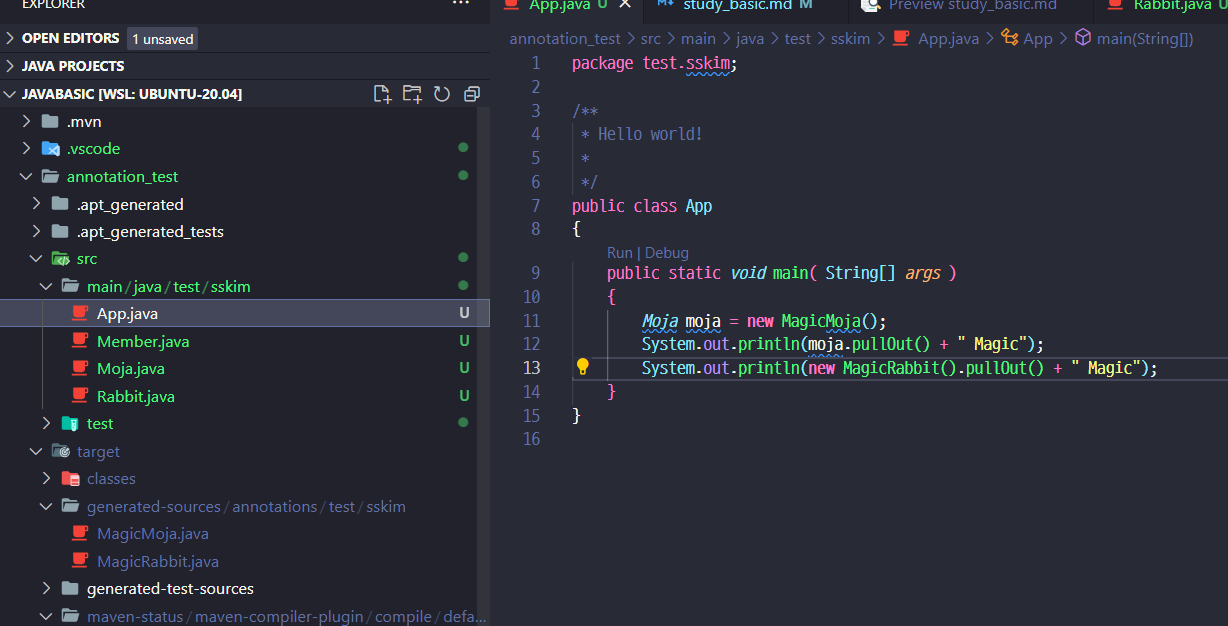 EXPLORER ...
OPEN EDITORS 1 unsaved
JAVA PROJECTS
JAVABASIC [WSL: UBUNTU-20.04]
.mvn
.vscode
annotation_test
.apt_generated
.apt_generated_tests
src
main/java/test/sskim
App.java U
Member.java U
Moja.java U
Rabbit.java U
test
target
classes
generated-sources/annotations/test/sskim
MagicMoja.java
MagicRabbit.java
generated-test-sources
maven-status/maven-compiler-plugin/compile/defa...
App.java U study_basic.md M Preview study_basic.md Rabbit.java U
annotation_test > src > main > java > test > sskim > App.java > App > main(String[])
1 package test.sskim;
2
3 /**
4 * Hello world!
5 *
6 */
7 public class App
8 {
Run | Debug
9 public static void main( String[] args )
10 {
11 Moja moja = new MagicMoja();
12 System.out.println(moja.pullOut() + " Magic");
13 System.out.println(new MagicRabbit().pullOut() + " Magic");
14 }
15 }
16